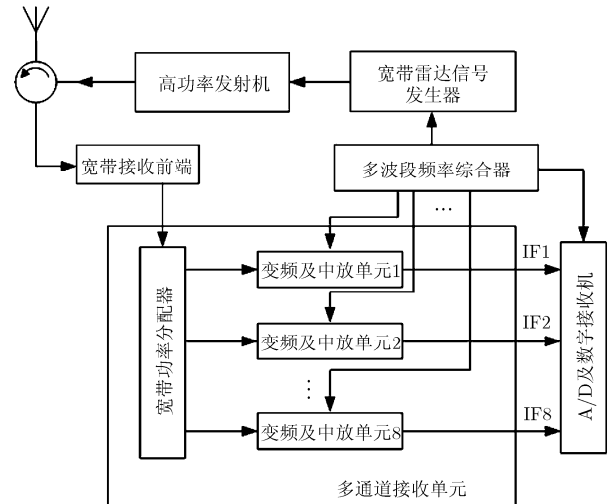 高功率发射机
宽带雷达信号
发生器
宽带接收前端
多波段频率综合器
…
变频及中放单元1
IF1
宽带功率分配器
变频及中放单元2
IF2
A/D及数字接收机
⋮
变频及中放单元8
IF8
多通道接收单元